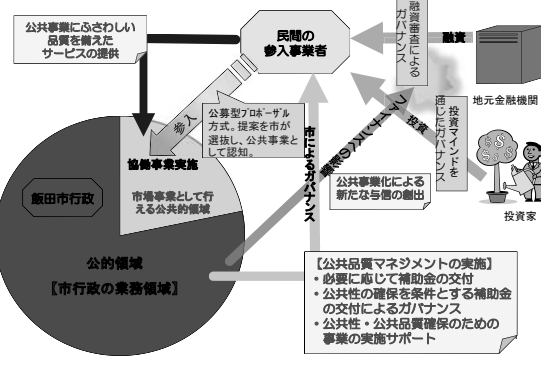 公共事業にふさわしい
品質を備えた
サービスの提供
民間の
参入事業者
融資審査による
ガバナンス
融資
地元金融機関
参入
公募型プロポーザル
方式。提案を市が
選抜し、公共事業と
して認知。
投資
投資マインドを
通じたガバナンス
投資家
協働事業実施
市場事業として行
える公共的領域
飯田市行政
市によるガバナンス
公共事業化による
新たな与信の創出
公的領域
【市行政の業務領域】
【公共品質マネジメントの実施】
・必要に応じて補助金の交付
・公共性の確保を条件とする補助金
の交付によるガバナンス
・公共性・公共品質確保のための
事業の実施サポート